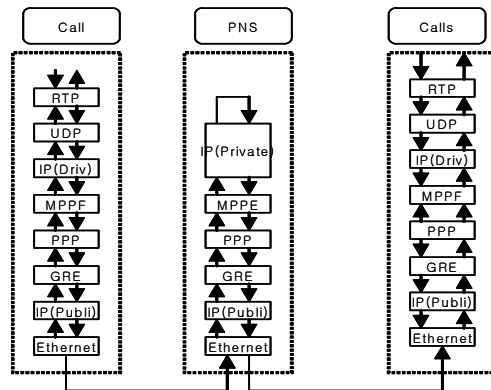 Call
PNS
Calls
RTP
UDP
IP(Driv)
MPPF
PPP
GRE
IP(Publi)
Ethernet
IP(Private)
MPPE
PPP
GRE
IP(Publi)
Ethernet
RTP
UDP
IP(Driv)
MPPF
PPP
GRE
IP(Publi)
Ethernet